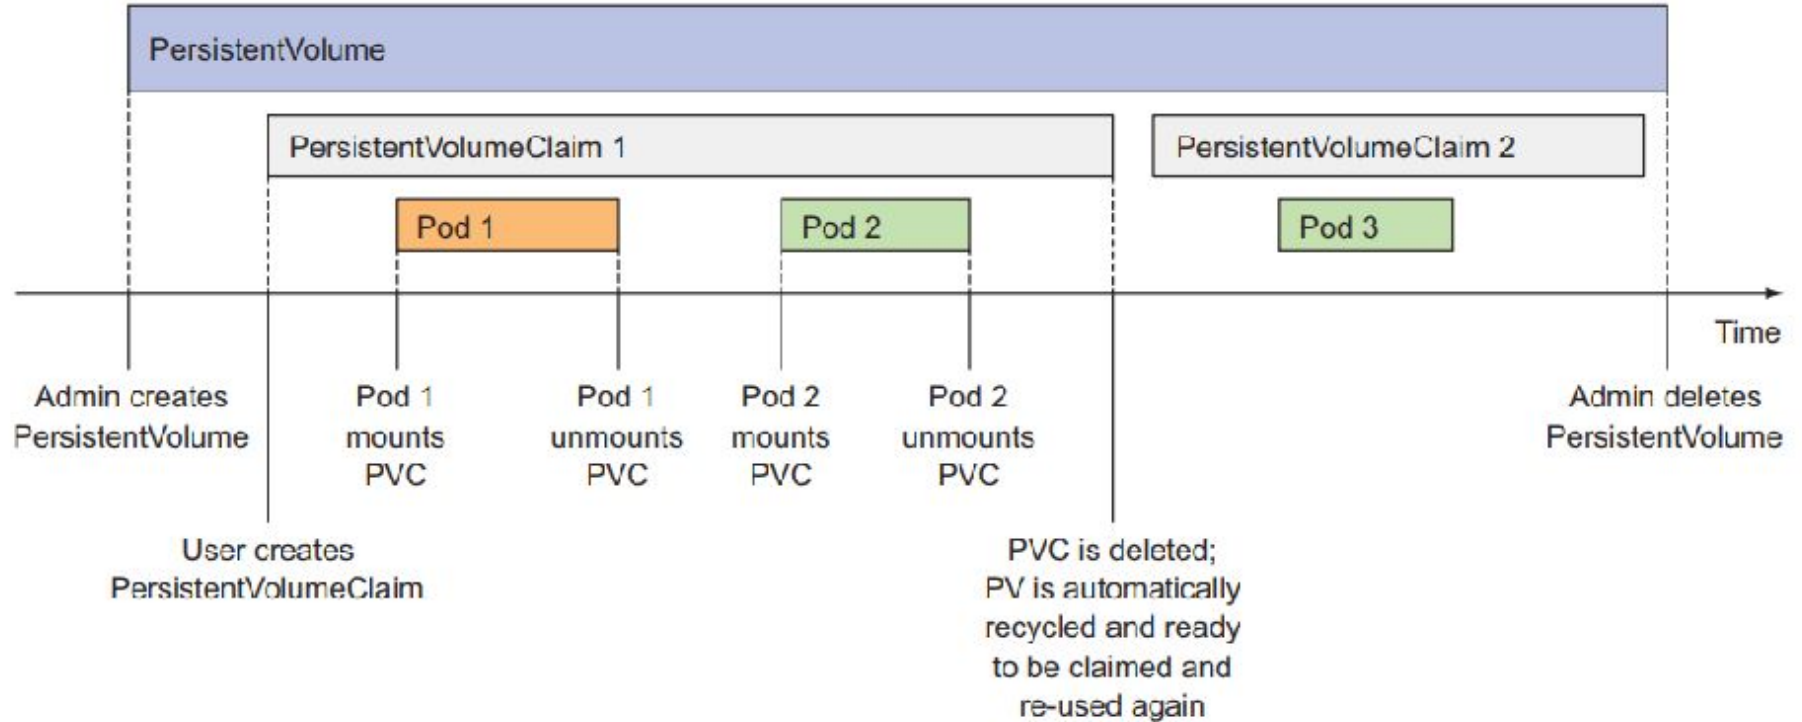 PersistentVolume
PersistentVolumeClaim 1
PersistentVolumeClaim 2
Pod 1
Pod 2
Pod 3
Time
Admin creates
PersistentVolume
Pod 1
mounts
PVC
Pod 1
unmounts
PVC
Pod 2
mounts
PVC
Pod 2
unmounts
PVC
Admin deletes
PersistentVolume
User creates
PersistentVolumeClaim
PVC is deleted;
PV is automatically
recycled and ready
to be claimed and
re-used again